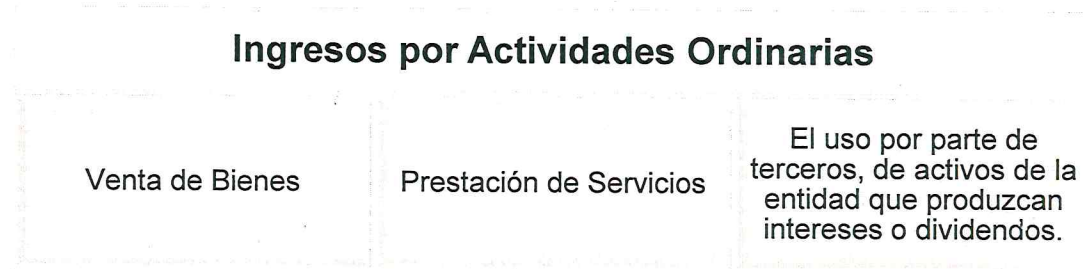 Ingresos por Actividades Ordinarias
Venta de Bienes
Prestación de Servicios
El uso por parte de
terceros, de activos de la
entidad que produzcan
intereses o dividendos.